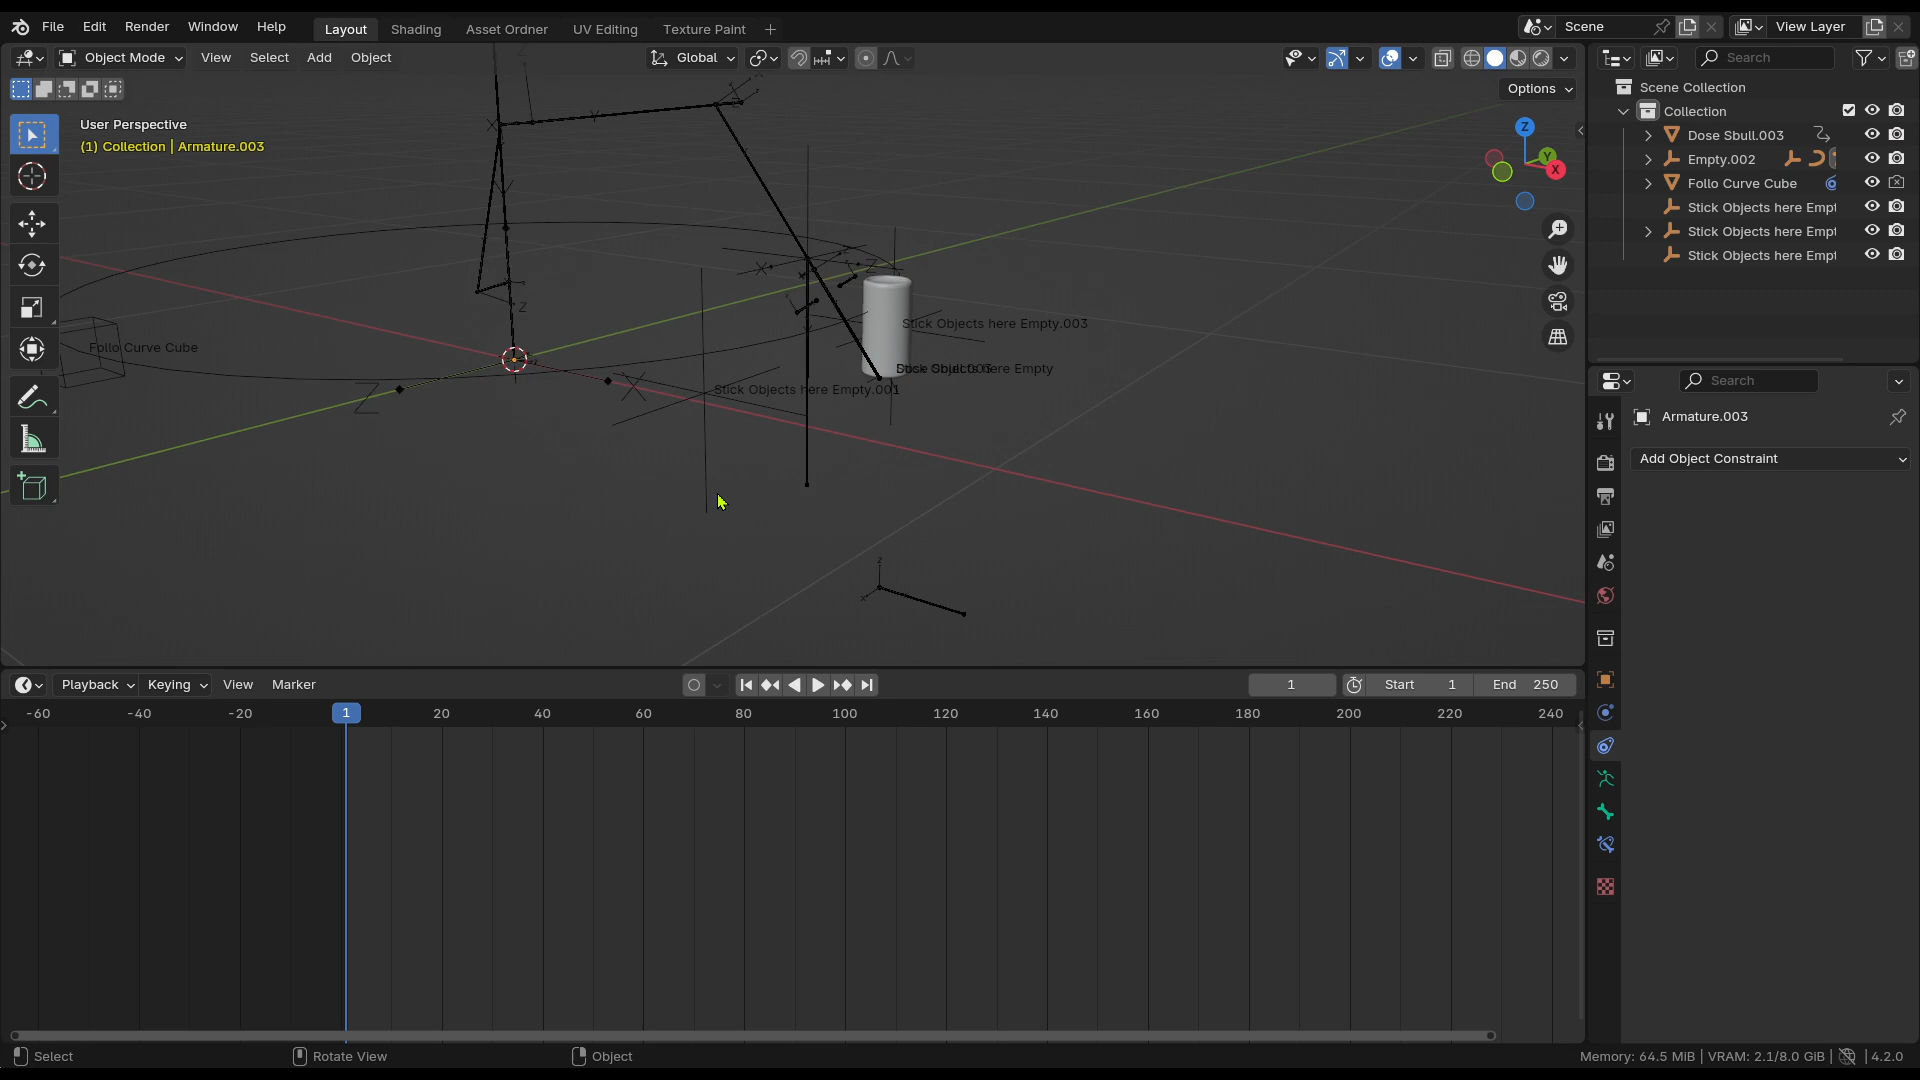 File Edit Render Window Help Layout Shading Asset Ordner UV Editing Texture Paint + Scene View Layer
Object Mode View Select Add Object Global Search
Options
User Perspective
(1) Collection | Armature.003
Z
Y
X
Scene Collection
Collection
Dose Sbull.003
Empty.002
Follo Curve Cube
Stick Objects here Empt
Stick Objects here Empt
Stick Objects here Empt
Follo Curve Cube
Stick Objects here Empty.003
Stick Objects here Empty
Stick Objects here Empty.001
Z
X
Search
Armature.003
Add Object Constraint
Playback Keying View Marker 1 Start 1 End 250
-60 -40 -20 1 20 40 60 80 100 120 140 160 180 200 220 240
Select Rotate View Object Memory: 64.5 MiB | VRAM: 2.1/8.0 GiB | 4.2.0